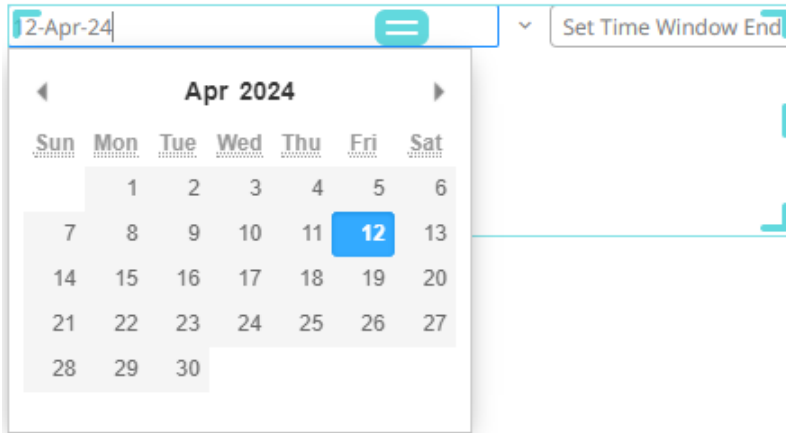 12-Apr-24 Set Time Window End
Apr 2024
Sun Mon Tue Wed Thu Fri Sat
1 2 3 4 5 6
7 8 9 10 11 12 13
14 15 16 17 18 19 20
21 22 23 24 25 26 27
28 29 30